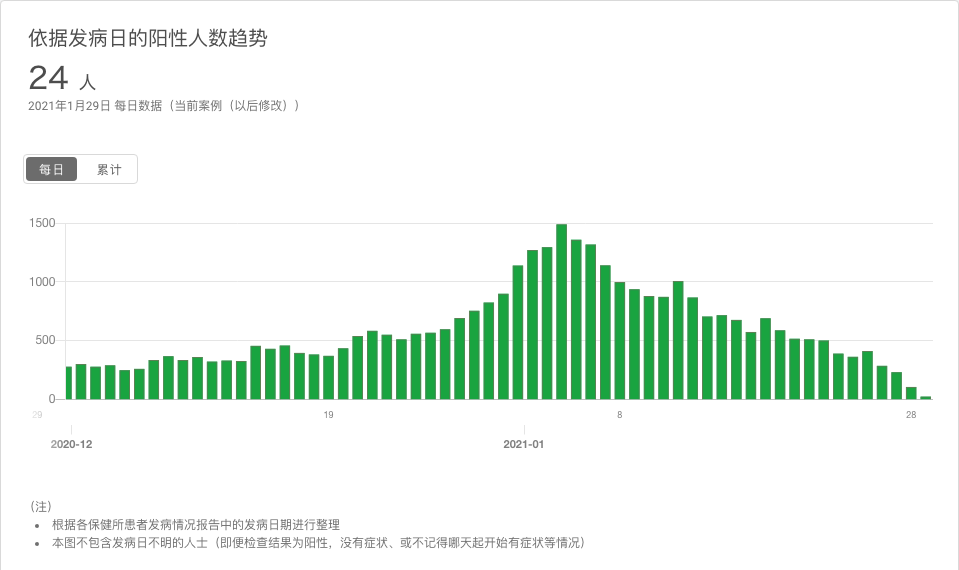 依据发病日的阳性人数趋势
24 人
2021年1月29日 每日数据（当前案例（以后修改））
每日 累计
1500
1000
500
0
29 19 8 28
2020-12 2021-01
（注）
• 根据各保健所患者发病情况报告中的发病日期进行整理
• 本图不包含发病日不明的人士（即便检查结果为阳性，没有症状、或不记得哪天起开始有症状等情况）